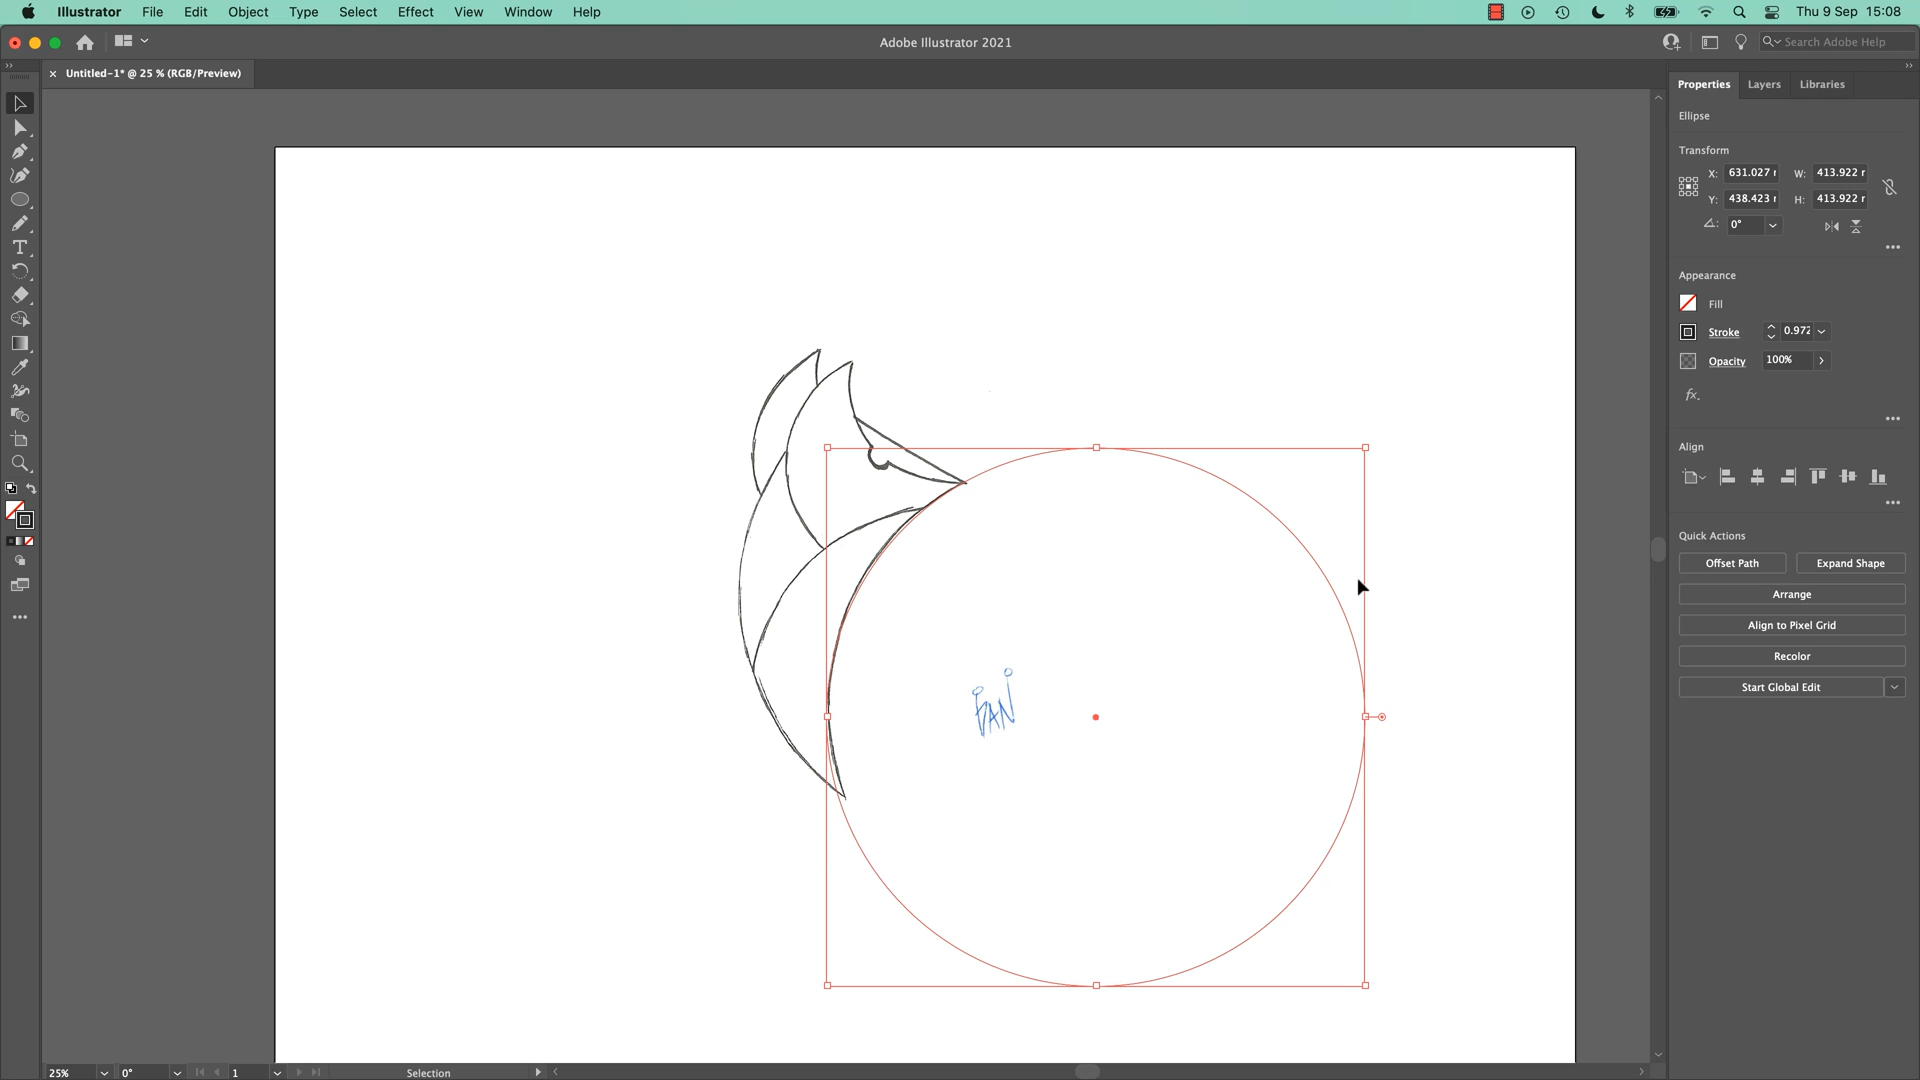 Illustrator File Edit Object Type Select Effect View Window Help Thu 9 Sep 15:08
Adobe Illustrator 2021 Search Adobe Help
× Untitled-1* @ 25 % (RGB/Preview)
Properties Layers Libraries
Ellipse
Transform
X: 631.027 r W: 413.922 r
Y: 438.423 r H: 413.922 r
0°
Appearance
Fill
Stroke 0.972
Opacity 100%
fx.
Align
Quick Actions
Offset Path Expand Shape
Arrange
Align to Pixel Grid
Recolor
Start Global Edit
25% 0° 1 Selection